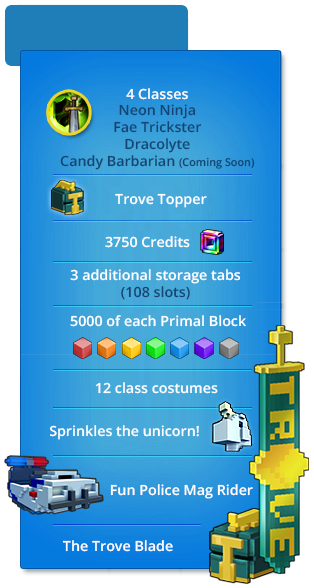 4 Classes
Neon Ninja
Fae Trickster
Dracolyte
Candy Barbarian (Coming Soon)
Trove Topper
3750 Credits
3 additional storage tabs
(108 slots)
5000 of each Primal Block
12 class costumes
Sprinkles the unicorn!
Fun Police Mag Rider
The Trove Blade
TROVE